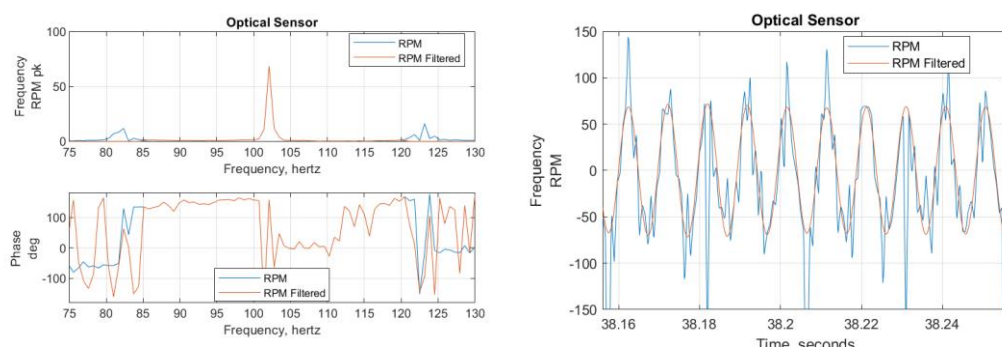 Optical Sensor
100
50
0
Frequency
RPM pk
RPM
RPM Filtered
75 80 85 90 95 100 105 110 115 120 125 130
Frequency, hertz
100
0
-100
Phase
deg
RPM
RPM Filtered
75 80 85 90 95 100 105 110 115 120 125 130
Frequency, hertz
Optical Sensor
150
100
50
0
-50
-100
-150
Frequency
RPM
RPM
RPM Filtered
38.16 38.18 38.2 38.22 38.24
Time, seconds